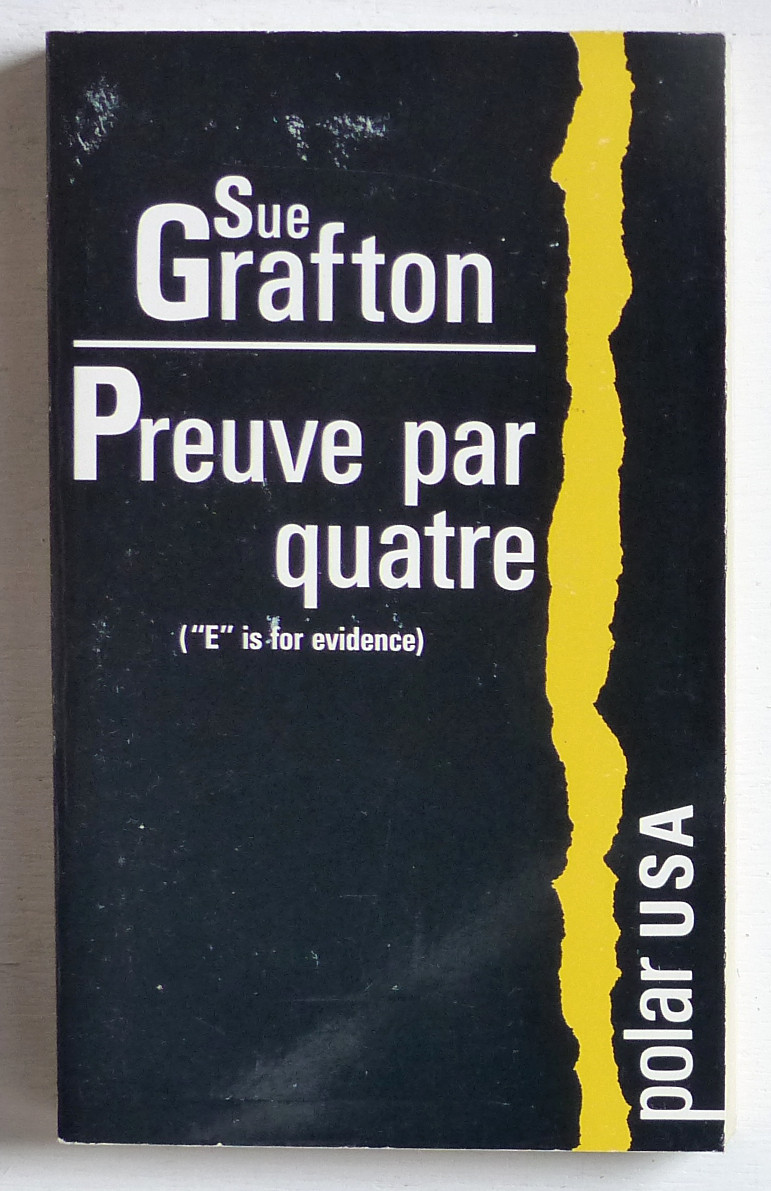 Sue
Grafton
Preuve par
quatre
("E" is for evidence)
polar USA